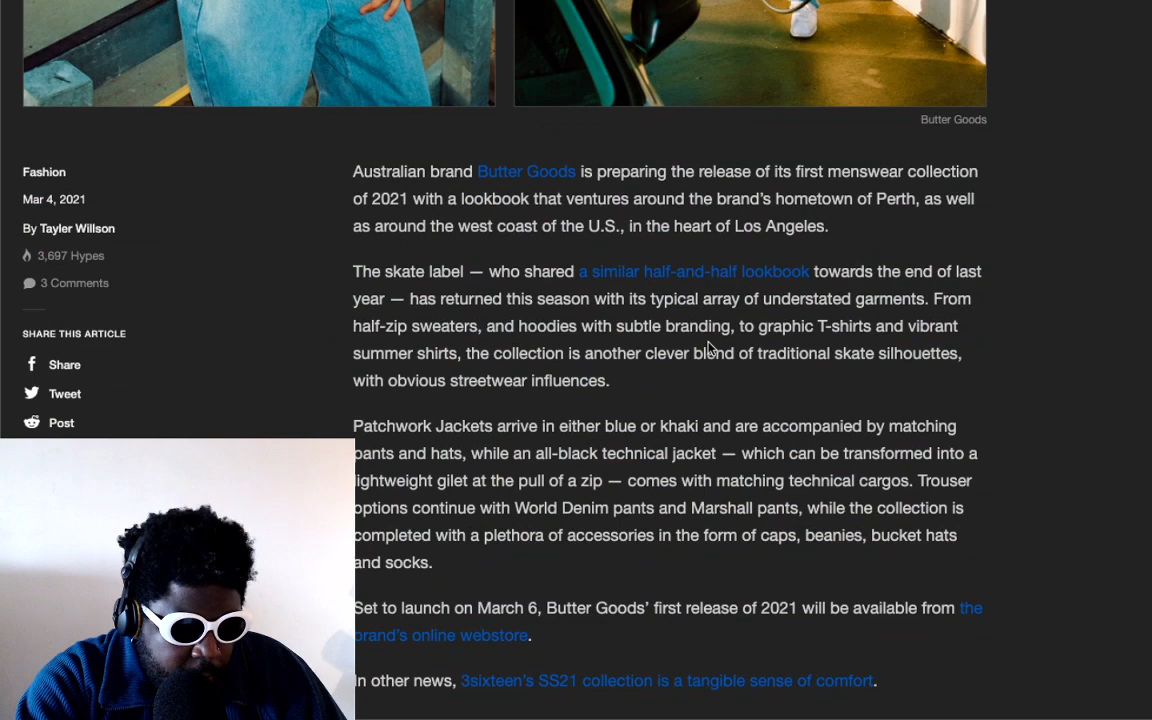 Butter Goods
Fashion
Mar 4, 2021
By Tayler Willson
3,697 Hypes
3 Comments
SHARE THIS ARTICLE
Share
Tweet
Post
Australian brand Butter Goods is preparing the release of its first menswear collection
of 2021 with a lookbook that ventures around the brand’s hometown of Perth, as well
as around the west coast of the U.S., in the heart of Los Angeles.
The skate label — who shared a similar half-and-half lookbook towards the end of last
year — has returned this season with its typical array of understated garments. From
half-zip sweaters, and hoodies with subtle branding, to graphic T-shirts and vibrant
summer shirts, the collection is another clever blend of traditional skate silhouettes,
with obvious streetwear influences.
Patchwork Jackets arrive in either blue or khaki and are accompanied by matching
pants and hats, while an all-black technical jacket — which can be transformed into a
lightweight gilet at the pull of a zip — comes with matching technical cargos. Trouser
options continue with World Denim pants and Marshall pants, while the collection is
completed with a plethora of accessories in the form of caps, beanies, bucket hats
and socks.
Set to launch on March 6, Butter Goods’ first release of 2021 will be available from the
brand’s online webstore.
In other news, 3sixteen’s SS21 collection is a tangible sense of comfort.